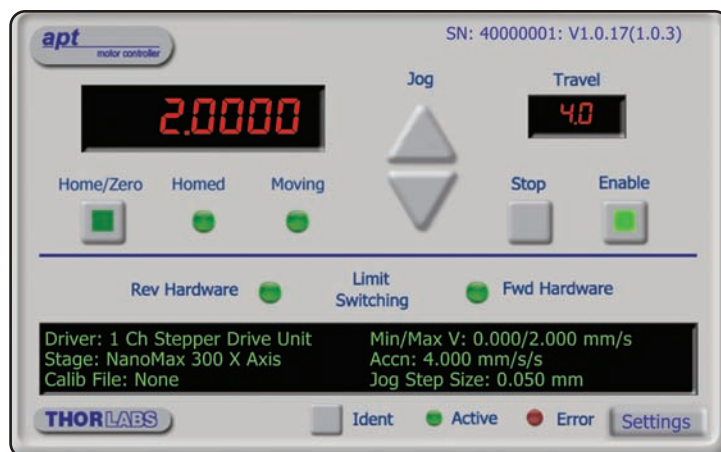 apt
motor controller
SN: 40000001: V1.0.17(1.0.3)
Jog
Travel
2.0000
4.0
Home/Zero
Homed
Moving
Stop
Enable
Rev Hardware
Limit
Switching
Fwd Hardware
Driver: 1 Ch Stepper Drive Unit
Stage: NanoMax 300 X Axis
Calib File: None
Min/Max V: 0.000/2.000 mm/s
Accn: 4.000 mm/s/s
Jog Step Size: 0.050 mm
THORLABS
Ident
Active
Error
Settings